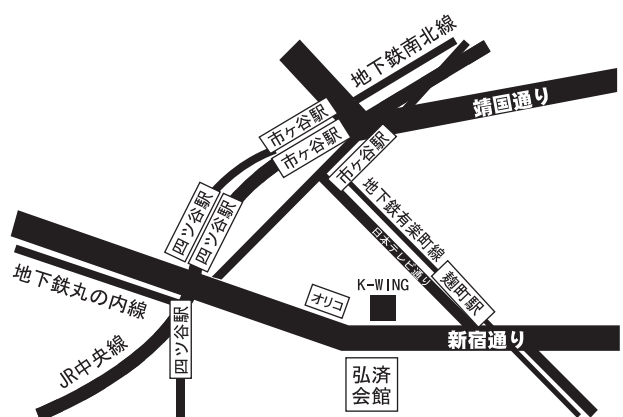 地下鉄南北線
靖国通り
市ヶ谷駅
市ヶ谷駅
市ヶ谷駅
四ツ谷駅
四ツ谷駅
地下鉄有楽町線
日本テレビ通り
麹町駅
地下鉄丸の内線
K-WING
オリコ
新宿通り
四ツ谷駅
JR中央線
弘済
会館